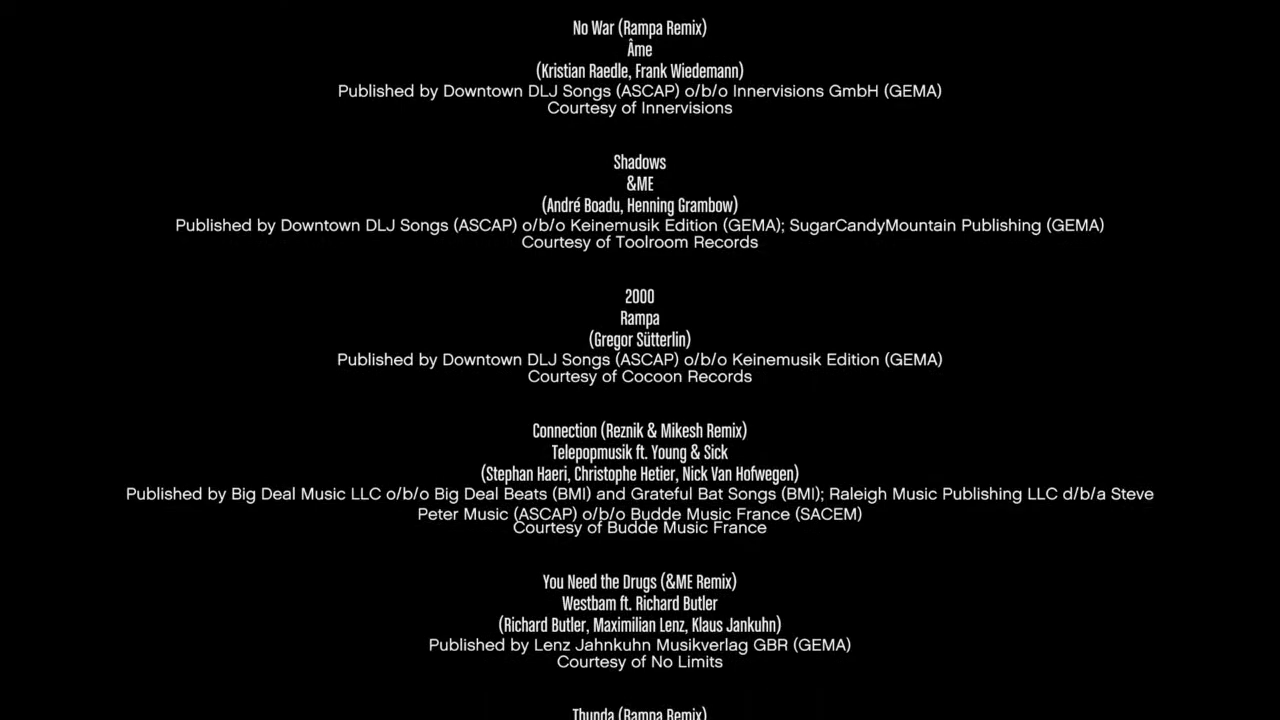 No War (Rampa Remix)
Âme
(Kristian Raedle, Frank Wiedemann)
Published by Downtown DLJ Songs (ASCAP) o/b/o Innervisions GmbH (GEMA)
Courtesy of Innervisions
Shadows
&ME
(André Boadu, Henning Grambow)
Published by Downtown DLJ Songs (ASCAP) o/b/o Keinemusik Edition (GEMA); SugarCandyMountain Publishing (GEMA)
Courtesy of Toolroom Records
2000
Rampa
(Gregor Sütterlin)
Published by Downtown DLJ Songs (ASCAP) o/b/o Keinemusik Edition (GEMA)
Courtesy of Cocoon Records
Connection (Reznik & Mikesh Remix)
Telepopmusik ft. Young & Sick
(Stephan Haeri, Christophe Hetier, Nick Van Hofwegen)
Published by Big Deal Music LLC o/b/o Big Deal Beats (BMI) and Grateful Bat Songs (BMI); Raleigh Music Publishing LLC d/b/a Steve
Peter Music (ASCAP) o/b/o Budde Music France (SACEM)
Courtesy of Budde Music France
You Need the Drugs (&ME Remix)
Westbam ft. Richard Butler
(Richard Butler, Maximilian Lenz, Klaus Jankuhn)
Published by Lenz Jahnkuhn Musikverlag GBR (GEMA)
Courtesy of No Limits
Thunda (Rampa Remix)